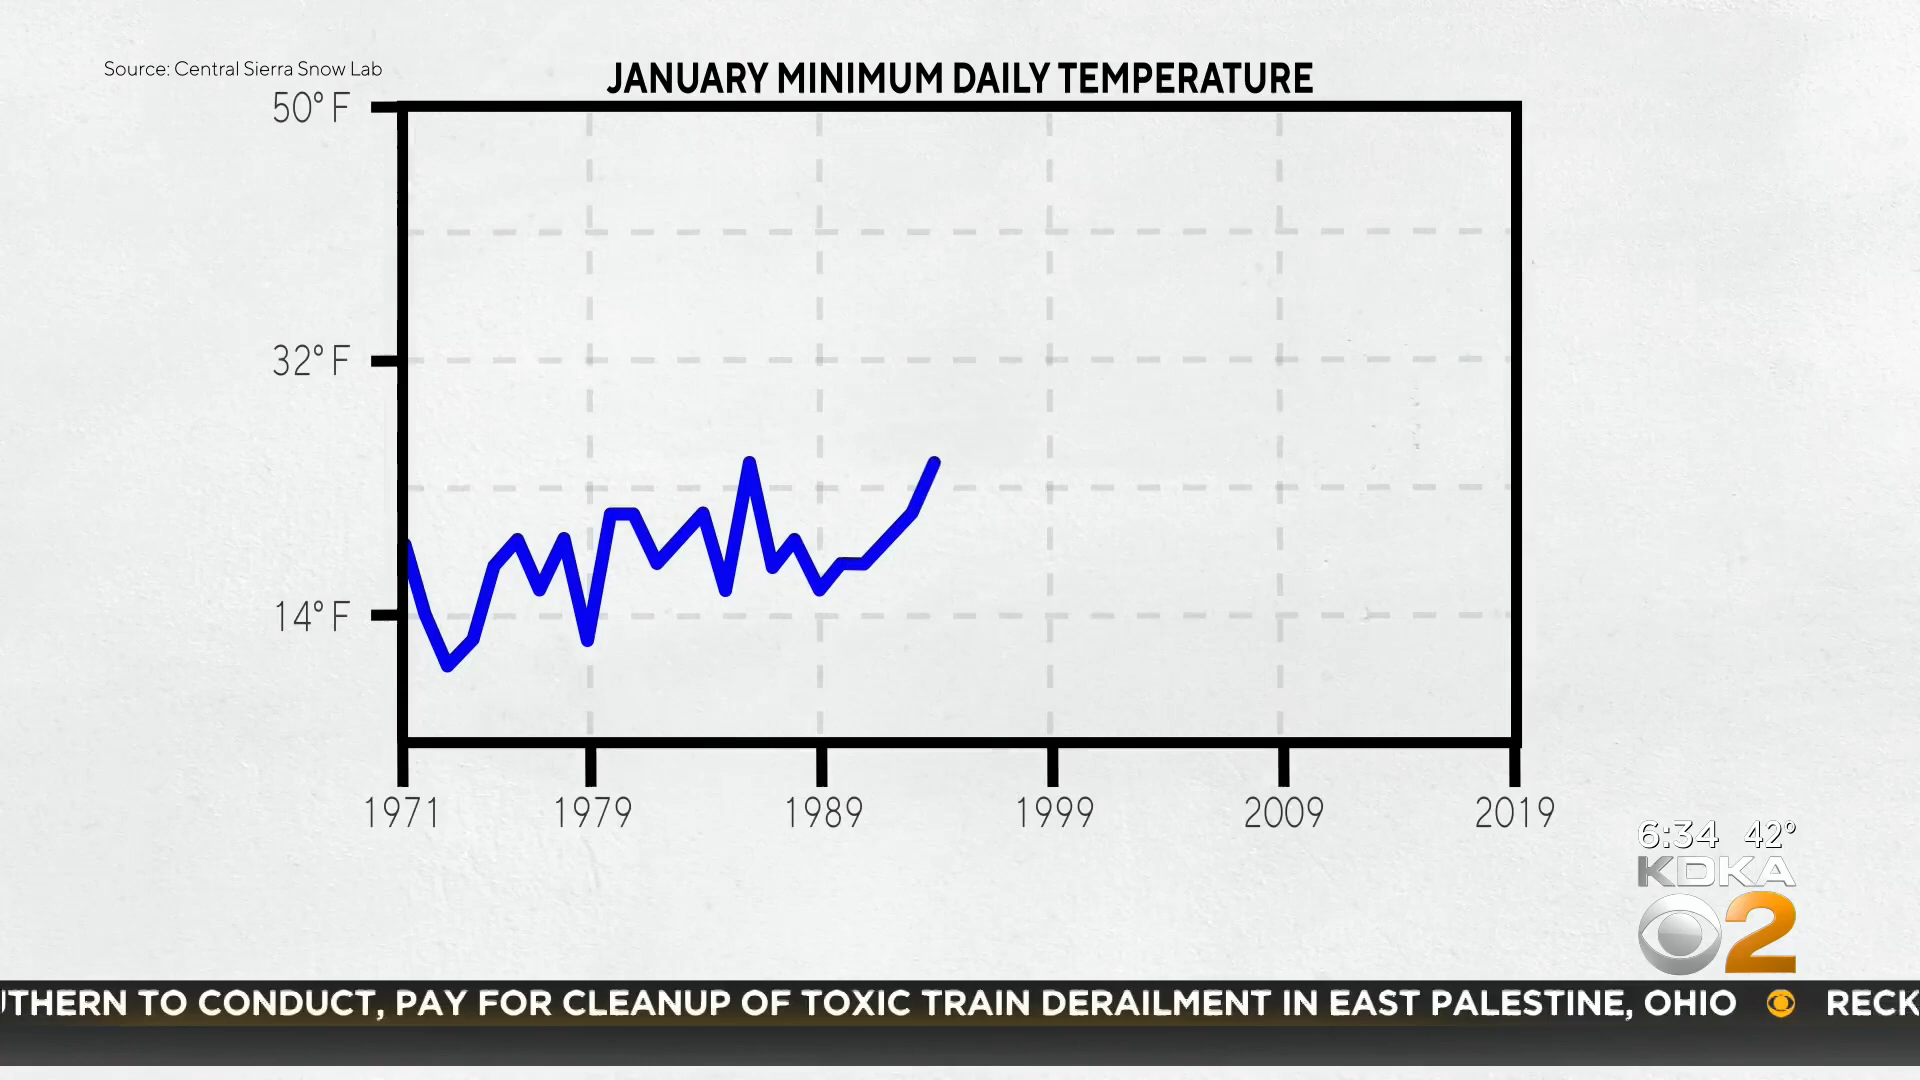 Source: Central Sierra Snow Lab
JANUARY MINIMUM DAILY TEMPERATURE
50° F
32° F
14° F
1971
1979
1989
1999
2009
2019
6:34 42°
KDKA
2
UTHERN TO CONDUCT, PAY FOR CLEANUP OF TOXIC TRAIN DERAILMENT IN EAST PALESTINE, OHIO RECK